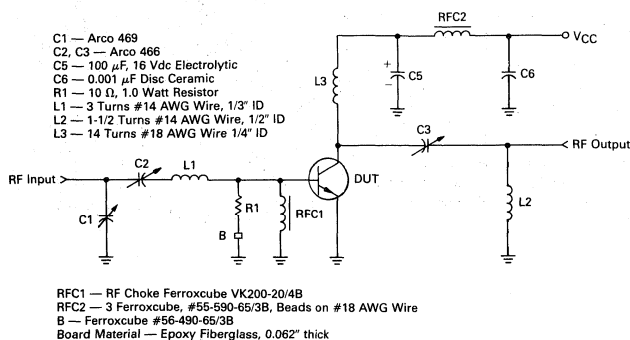 C1 — Arco 469
C2, C3 — Arco 466
C5 — 100 μF, 16 Vdc Electrolytic
C6 — 0.001 μF Disc Ceramic
R1 — 10 Ω, 1.0 Watt Resistor
L1 — 3 Turns #14 AWG Wire, 1/3" ID
L2 — 1-1/2 Turns #14 AWG Wire, 1/2" ID
L3 — 14 Turns #18 AWG Wire 1/4" ID
RFC2
VCC
+
C5
−
C6
L3
C3
RF Output
C2
L1
RF Input
DUT
C1
R1
RFC1
L2
B
RFC1 — RF Choke Ferroxcube VK200-20/4B
RFC2 — 3 Ferroxcube, #55-590-65/3B, Beads on #18 AWG Wire
B — Ferroxcube #56-490-65/3B
Board Material — Epoxy Fiberglass, 0.062" thick